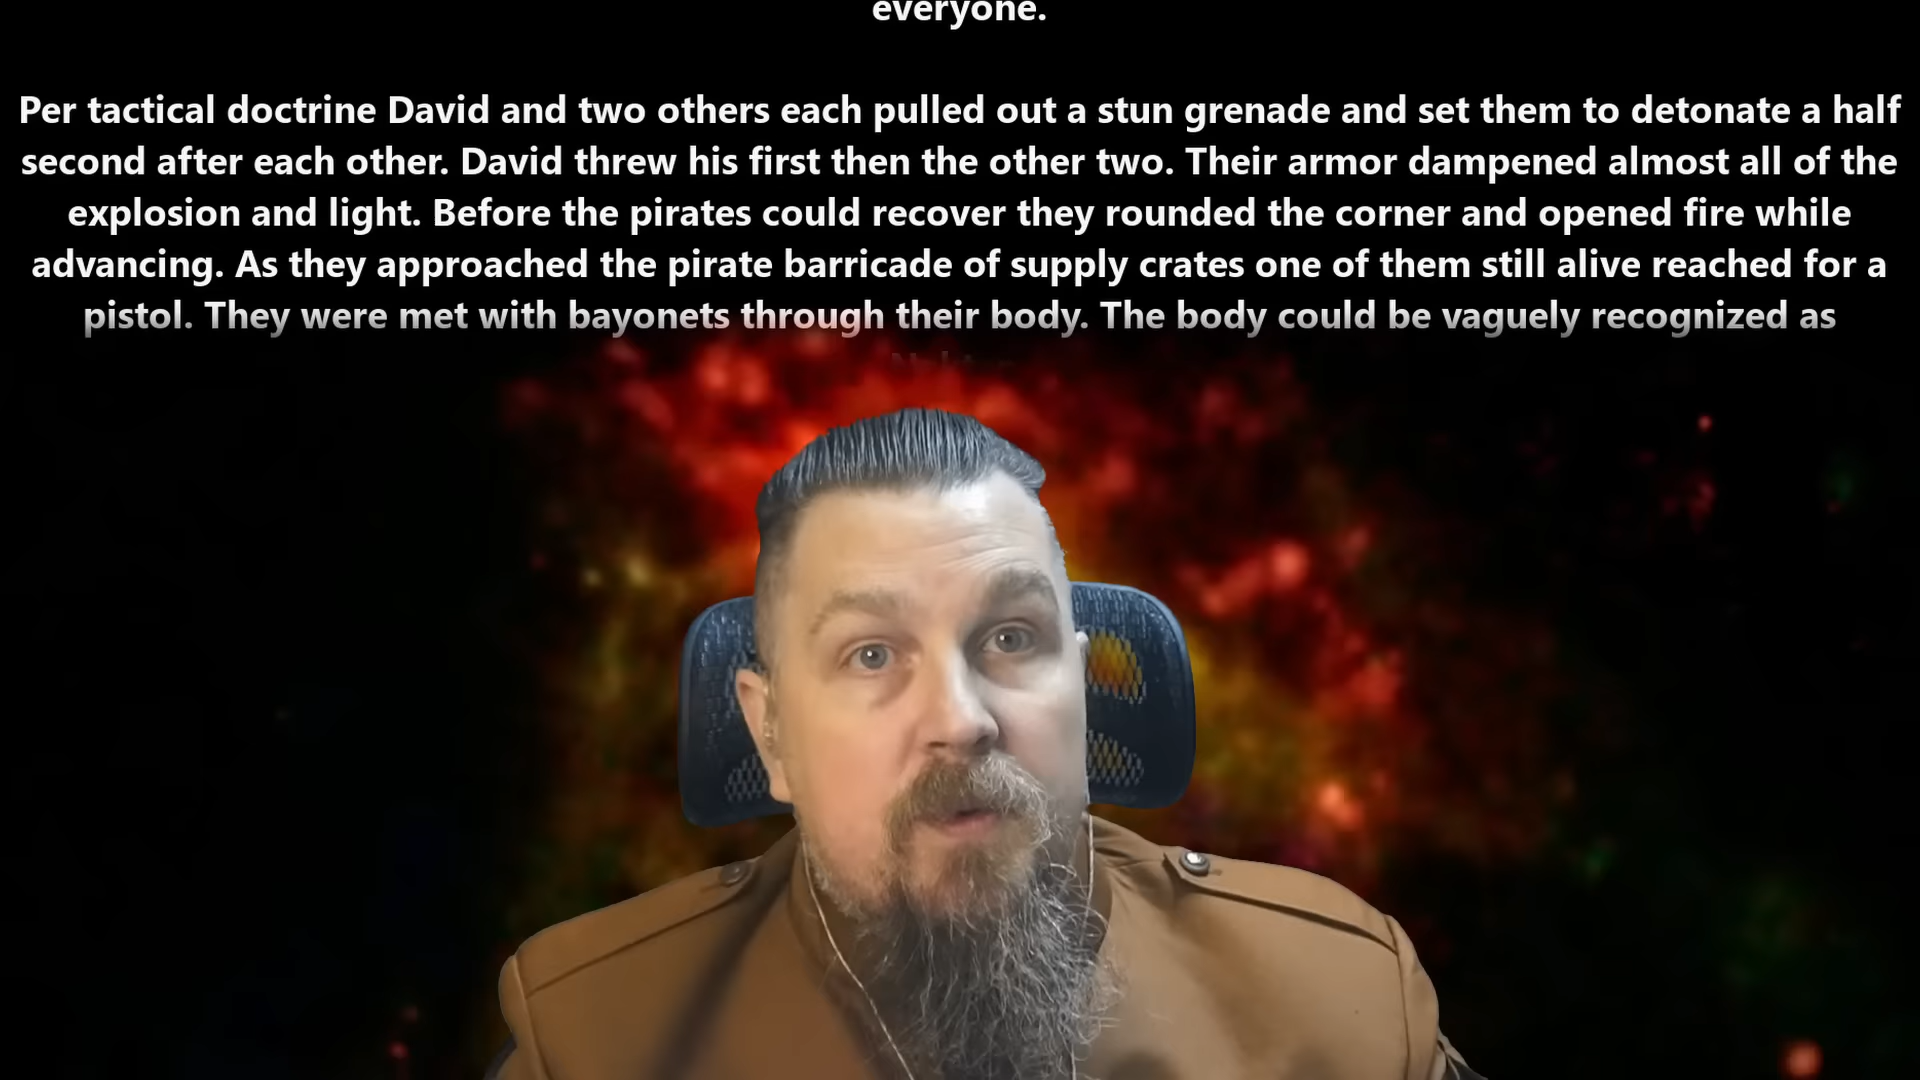 everyone.
Per tactical doctrine David and two others each pulled out a stun grenade and set them to detonate a half
second after each other. David threw his first then the other two. Their armor dampened almost all of the
explosion and light. Before the pirates could recover they rounded the corner and opened fire while
advancing. As they approached the pirate barricade of supply crates one of them still alive reached for a
pistol. They were met with bayonets through their body. The body could be vaguely recognized as